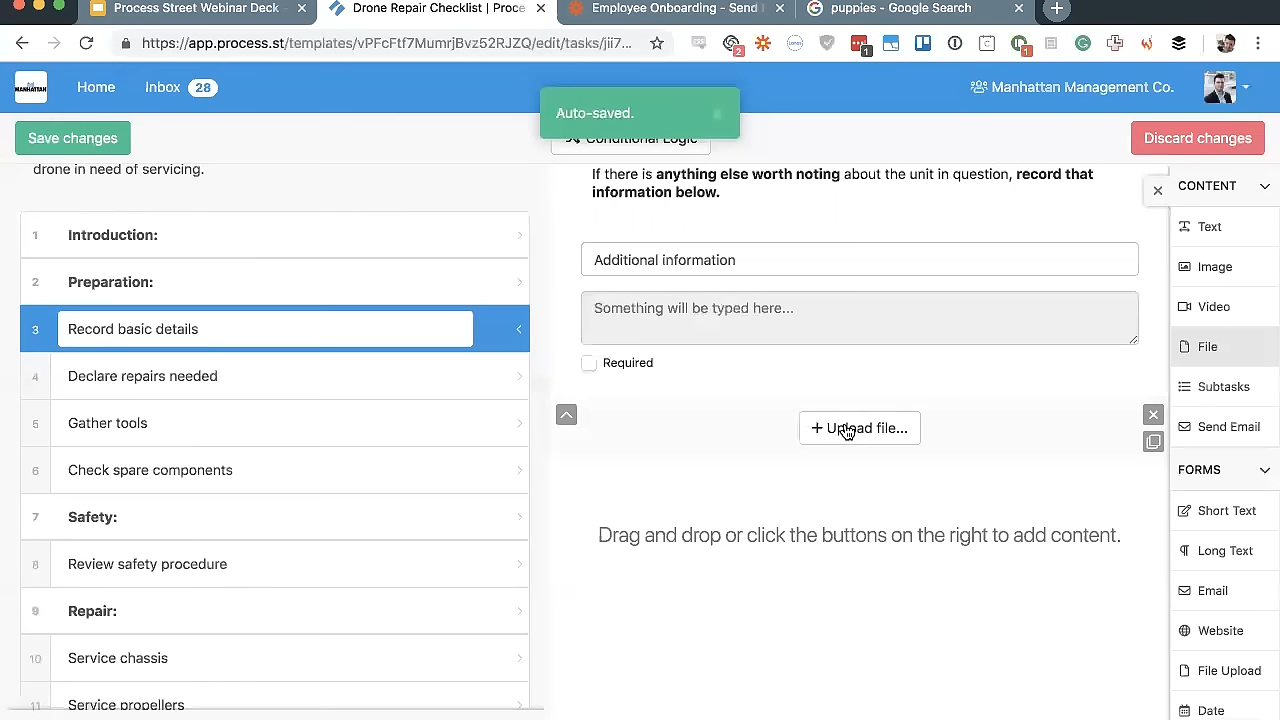 Process Street Webinar Deck - ×
Drone Repair Checklist | Proce ×
Employee Onboarding - Send I ×
puppies - Google Search ×
https://app.process.st/templates/vPFcFtf7MumrjBvz52RJZQ/edit/tasks/jii7...
2
1
1
MANHATTAN
Home
Inbox 28
Manhattan Management Co.
Auto-saved.
Save changes
Conditional Logic
Discard changes
drone in need of servicing.
1 Introduction:
2 Preparation:
3 Record basic details
4 Declare repairs needed
5 Gather tools
6 Check spare components
7 Safety:
8 Review safety procedure
9 Repair:
10 Service chassis
11 Service propellers
If there is anything else worth noting about the unit in question, record that
information below.
Additional information
Something will be typed here...
Required
+ Upload file...
Drag and drop or click the buttons on the right to add content.
CONTENT
Text
Image
Video
File
Subtasks
Send Email
FORMS
Short Text
Long Text
Email
Website
File Upload
Date